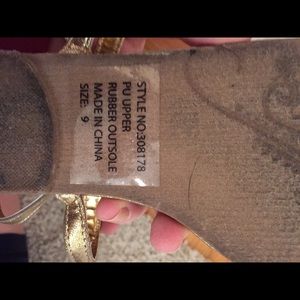 STYLE NO:308178
PU UPPER
RUBBER OUTSOLE
MADE IN CHINA
SIZE: 9